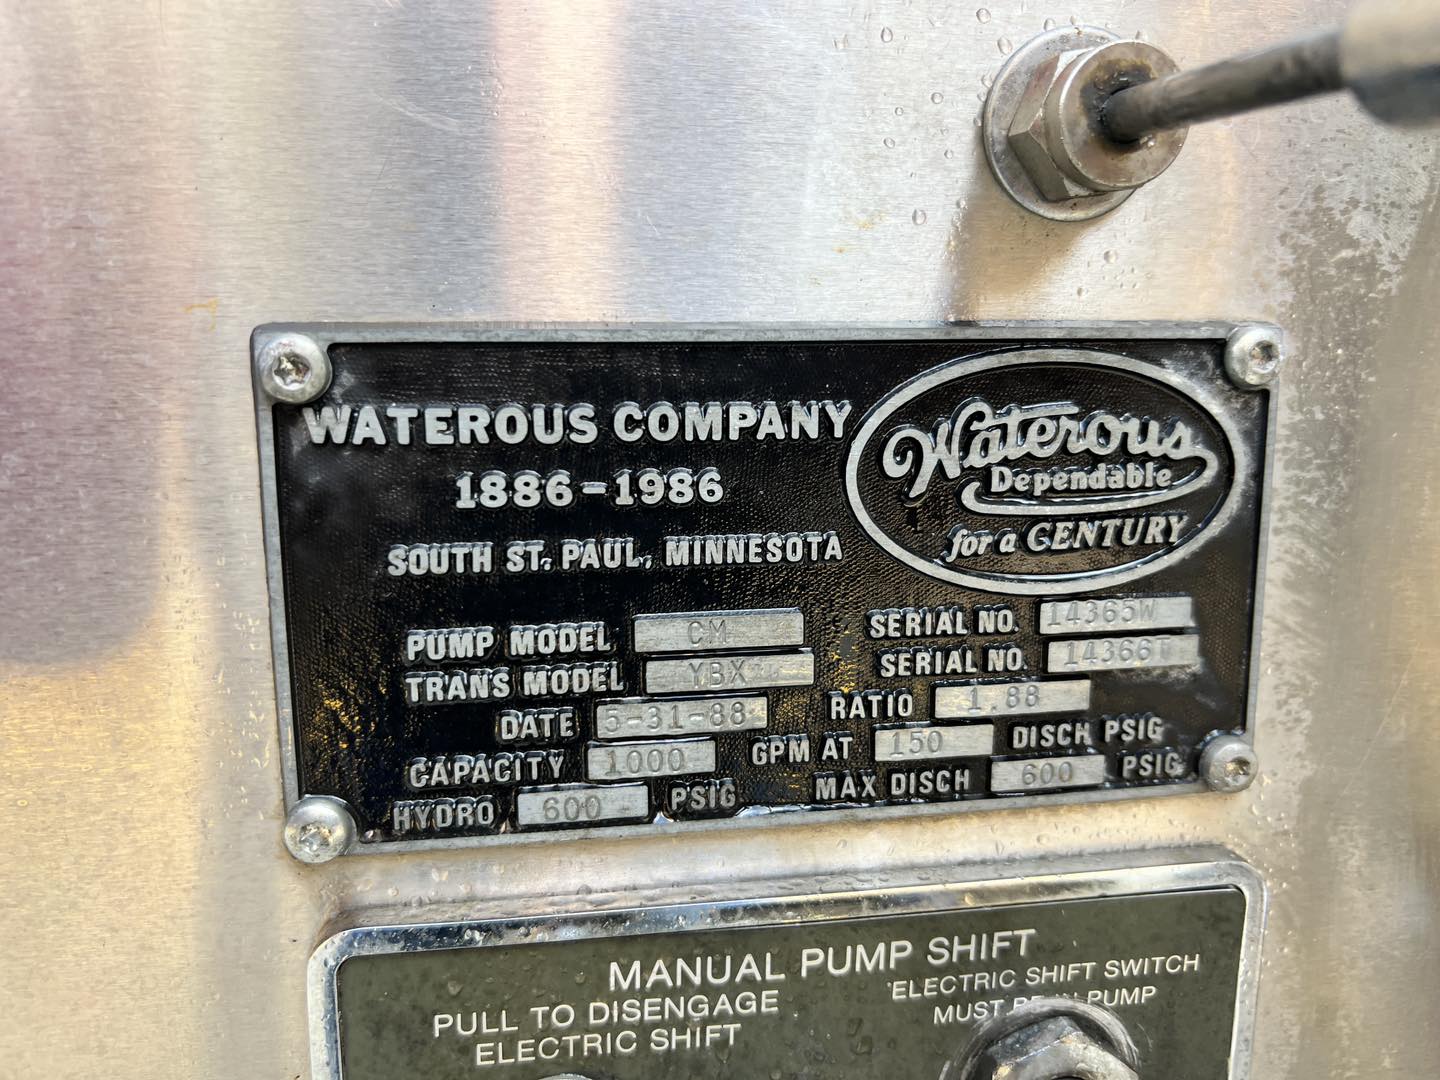 WATEROUS COMPANY
1886-1986
SOUTH ST. PAUL, MINNESOTA
Waterous
Dependable
for a CENTURY
PUMP MODEL CM SERIAL NO. 14365W
TRANS MODEL YBX SERIAL NO. 14366T
DATE 5-31-88 RATIO 1.88
CAPACITY 1000 GPM AT 150 DISCH PSIG
HYDRO 600 PSIG MAX DISCH 600 PSIG
MANUAL PUMP SHIFT
PULL TO DISENGAGE
ELECTRIC SHIFT
ELECTRIC SHIFT SWITCH
MUST PUMP